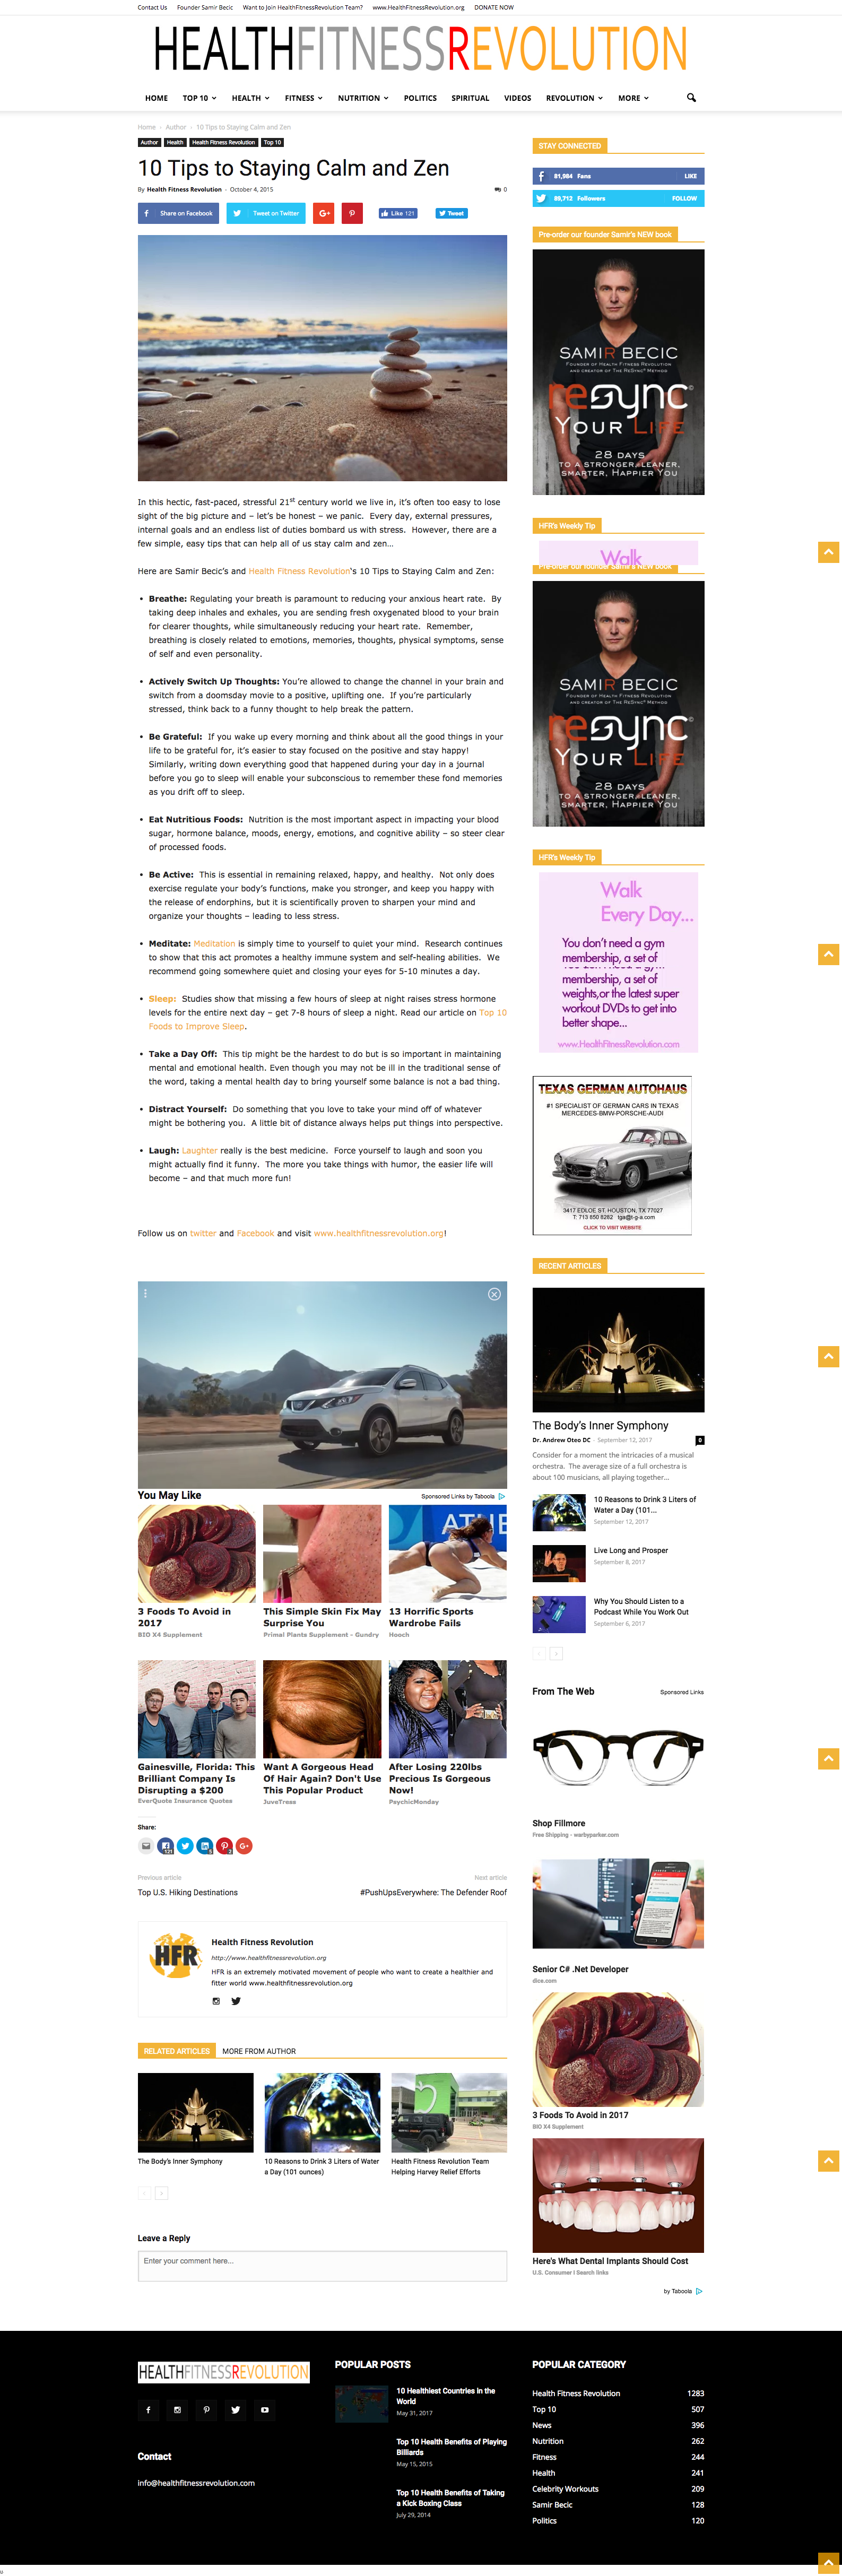 Contact Us Founder Samir Becic Want to Join HealthFitnessRevolution Team? www.HealthFitnessRevolution.org DONATE NOW
HEALTHFITNESSREVOLUTION
HOME TOP 10 HEALTH FITNESS NUTRITION POLITICS SPIRITUAL VIDEOS REVOLUTION MORE
Home › Author › 10 Tips to Staying Calm and Zen
Author Health Health Fitness Revolution Top 10
10 Tips to Staying Calm and Zen
By Health Fitness Revolution - October 4, 2015 0
Share on Facebook Tweet on Twitter Like 121 Tweet
In this hectic, fast-paced, stressful 21st century world we live in, it's often too easy to lose
sight of the big picture and – let's be honest – we panic. Every day, external pressures,
internal goals and an endless list of duties bombard us with stress. However, there are a
few simple, easy tips that can help all of us stay calm and zen…
Here are Samir Becic's and Health Fitness Revolution's 10 Tips to Staying Calm and Zen:
• Breathe: Regulating your breath is paramount to reducing your anxious heart rate. By
taking deep inhales and exhales, you are sending fresh oxygenated blood to your brain
for clearer thoughts, while simultaneously reducing your heart rate. Remember,
breathing is closely related to emotions, memories, thoughts, physical symptoms, sense
of self and even personality.
• Actively Switch Up Thoughts: You're allowed to change the channel in your brain and
switch from a doomsday movie to a positive, uplifting one. If you're particularly
stressed, think back to a funny thought to help break the pattern.
• Be Grateful: If you wake up every morning and think about all the good things in your
life to be grateful for, it's easier to stay focused on the positive and stay happy!
Similarly, writing down everything good that happened during your day in a journal
before you go to sleep will enable your subconscious to remember these fond memories
as you drift off to sleep.
• Eat Nutritious Foods: Nutrition is the most important aspect in impacting your blood
sugar, hormone balance, moods, energy, emotions, and cognitive ability – so steer clear
of processed foods.
• Be Active: This is essential in remaining relaxed, happy, and healthy. Not only does
exercise regulate your body's functions, make you stronger, and keep you happy with
the release of endorphins, but it is scientifically proven to sharpen your mind and
organize your thoughts – leading to less stress.
• Meditate: Meditation is simply time to yourself to quiet your mind. Research continues
to show that this act promotes a healthy immune system and self-healing abilities. We
recommend going somewhere quiet and closing your eyes for 5-10 minutes a day.
• Sleep: Studies show that missing a few hours of sleep at night raises stress hormone
levels for the entire next day – get 7-8 hours of sleep a night. Read our article on Top 10
Foods to Improve Sleep.
• Take a Day Off: This tip might be the hardest to do but is so important in maintaining
mental and emotional health. Even though you may not be ill in the traditional sense of
the word, taking a mental health day to bring yourself some balance is not a bad thing.
• Distract Yourself: Do something that you love to take your mind off of whatever
might be bothering you. A little bit of distance always helps put things into perspective.
• Laugh: Laughter really is the best medicine. Force yourself to laugh and soon you
might actually find it funny. The more you take things with humor, the easier life will
become – and that much more fun!
Follow us on twitter and Facebook and visit www.healthfitnessrevolution.org!
You May Like Sponsored Links by Taboola
3 Foods To Avoid in
2017
BIO X4 Supplement
This Simple Skin Fix May
Surprise You
Primal Plants Supplement - Gundry
13 Horrific Sports
Wardrobe Fails
Hooch
Gainesville, Florida: This
Brilliant Company Is
Disrupting a $200
EverQuote Insurance Quotes
Want A Gorgeous Head
Of Hair Again? Don't Use
This Popular Product
JuveTress
After Losing 220lbs
Precious Is Gorgeous
Now!
PsychicMonday
Share:
121
Previous article Next article
Top U.S. Hiking Destinations #PushUpsEverywhere: The Defender Roof
HFR
Health Fitness Revolution
http://www.healthfitnessrevolution.org
HFR is an extremely motivated movement of people who want to create a healthier and
fitter world www.healthfitnessrevolution.org
RELATED ARTICLES MORE FROM AUTHOR
The Body's Inner Symphony
10 Reasons to Drink 3 Liters of Water
a Day (101 ounces)
Health Fitness Revolution Team
Helping Harvey Relief Efforts
Leave a Reply
Enter your comment here...
STAY CONNECTED
81,984 Fans LIKE
89,712 Followers FOLLOW
Pre-order our founder Samir's NEW book
SAMIR BECIC
FOUNDER OF HEALTH FITNESS REVOLUTION
AND CREATOR OF THE RESYNC METHOD
reSYNC
YOUR LIFE
28 DAYS
TO A STRONGER, LEANER,
SMARTER, HAPPIER YOU
HFR's Weekly Tip
Walk
Pre-order our founder Samir's NEW book
SAMIR BECIC
FOUNDER OF HEALTH FITNESS REVOLUTION
AND CREATOR OF THE RESYNC METHOD
reSYNC
YOUR LIFE
28 DAYS
TO A STRONGER, LEANER,
SMARTER, HAPPIER YOU
HFR's Weekly Tip
Walk
Every Day...
You don't need a gym
membership, a set of
membership, a set of
weights, or the latest super
workout DVDs to get into
better shape...
www.HealthFitnessRevolution.com
TEXAS GERMAN AUTOHAUS
#1 SPECIALIST OF GERMAN CARS IN TEXAS
MERCEDES-BMW-PORSCHE-AUDI
3417 EDLOE ST. HOUSTON, TX 77027
T: 713 850 8282 tga@t-g-a.com
CLICK TO VISIT WEBSITE
RECENT ARTICLES
The Body's Inner Symphony
Dr. Andrew Oteo DC - September 12, 2017 0
Consider for a moment the intricacies of a musical
orchestra. The average size of a full orchestra is
about 100 musicians, all playing together...
10 Reasons to Drink 3 Liters of
Water a Day (101...
September 12, 2017
Live Long and Prosper
September 8, 2017
Why You Should Listen to a
Podcast While You Work Out
September 6, 2017
From The Web Sponsored Links
Shop Fillmore
Free Shipping - warbyparker.com
Senior C# .Net Developer
dice.com
3 Foods To Avoid in 2017
BIO X4 Supplement
Here's What Dental Implants Should Cost
U.S. Consumer | Search links
by Taboola
HEALTHFITNESSREVOLUTION
Contact
info@healthfitnessrevolution.com
POPULAR POSTS
10 Healthiest Countries in the
World
May 31, 2017
Top 10 Health Benefits of Playing
Billiards
May 15, 2015
Top 10 Health Benefits of Taking
a Kick Boxing Class
July 29, 2014
POPULAR CATEGORY
Health Fitness Revolution 1283
Top 10 507
News 396
Nutrition 262
Fitness 244
Health 241
Celebrity Workouts 209
Samir Becic 128
Politics 120